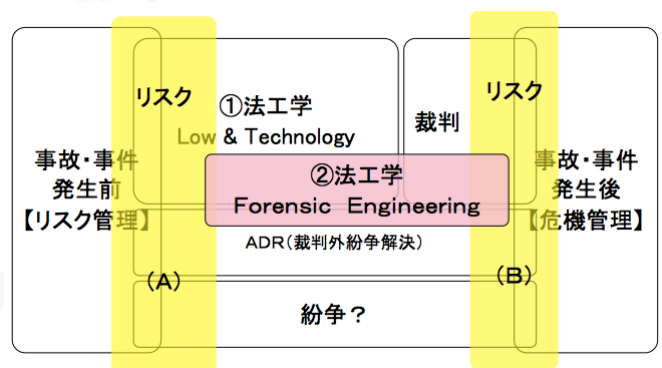 リスク
リスク
①法工学
Low & Technology
裁判
事故・事件
発生前
【リスク管理】
②法工学
Forensic Engineering
事故・事件
発生後
【危機管理】
ADR（裁判外紛争解決）
（A）
（B）
紛争？